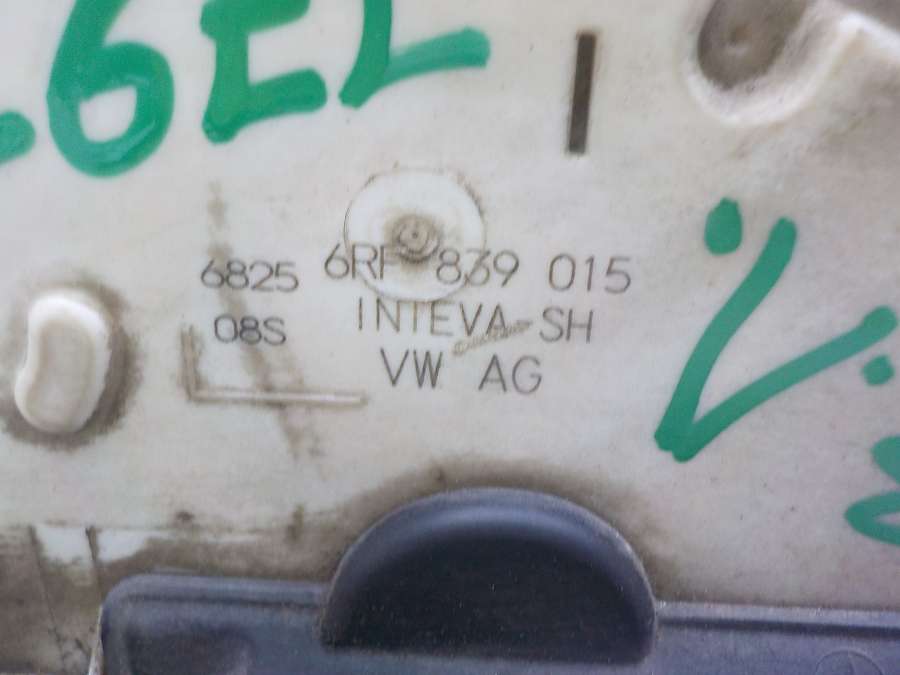 6EL
6825 6RF 839 015
08S INTEVA-SH
VW AG